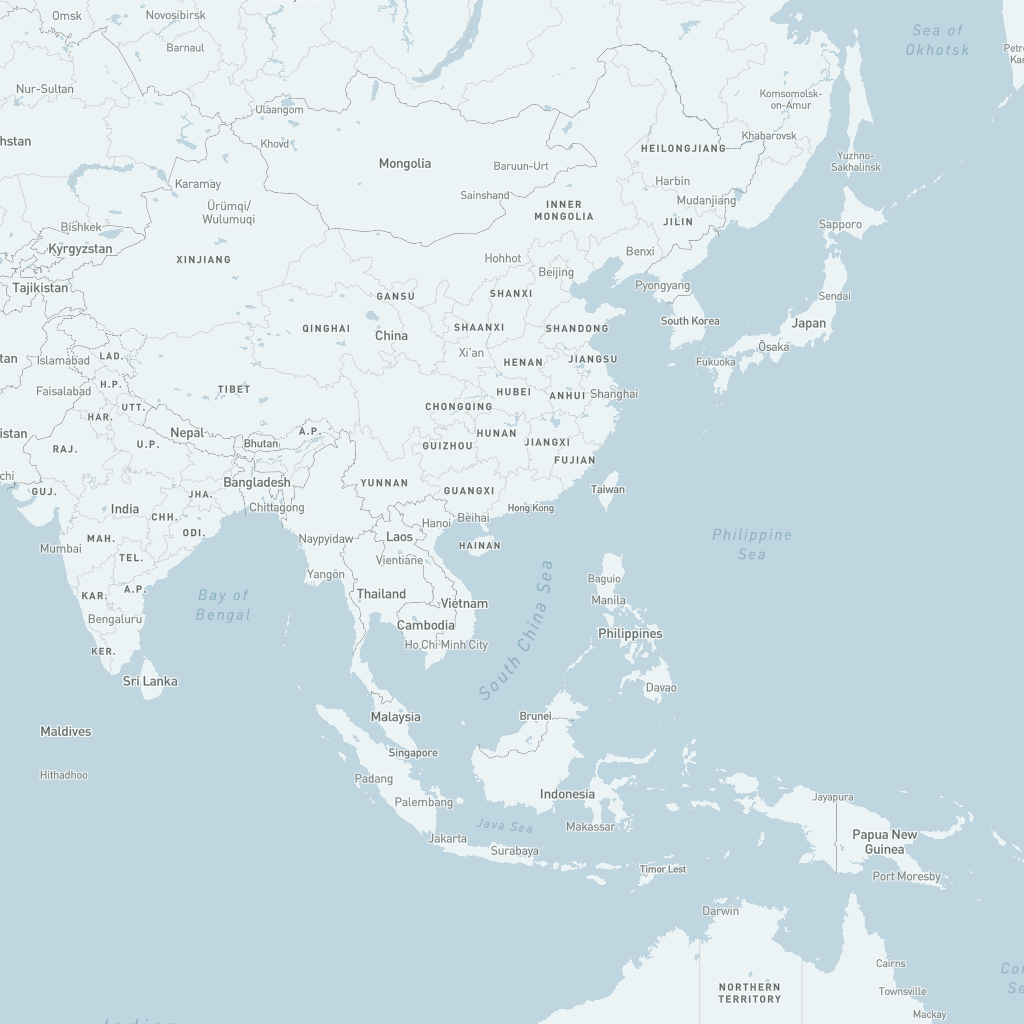 Omsk
Novosibirsk
Sea of
Okhotsk
Barnaul
Nur-Sultan
Komsomolsk-
on-Amur
Ulaangom
Khabarovsk
hstan
Khovd
HEILONGJIANG
Mongolia
Baruun-Urt
Yuzhno-
Sakhalinsk
Karamay
Harbin
Sainshand
Mudanjiang
Ürümqi/
Wulumuqi
INNER
MONGOLIA
JILIN
Bishkek
Sapporo
Kyrgyzstan
Benxi
XINJIANG
Hohhot
Beijing
Tajikistan
Pyongyang
GANSU
SHANXI
Sendai
South Korea
Japan
QINGHAI
China
SHAANXI
SHANDONG
Ōsaka
Xi'an
LAD.
tan
Islamabad
HENAN
JIANGSU
Fukuoka
H.P.
Faisalabad
TIBET
HUBEI
ANHUI
Shanghai
UTT.
CHONGQING
HAR.
istan
Nepal
A.P.
HUNAN
U.P.
Bhutan
RAJ.
GUIZHOU
JIANGXI
FUJIAN
chi
Bangladesh
YUNNAN
GUJ.
JHA.
GUANGXI
Taiwan
India
Chittagong
Hong Kong
CHH.
Hanoi
Beihai
ODI.
MAH.
Naypyidaw
Laos
Philippine
Sea
Mumbai
HAINAN
TEL.
Vientiane
Yangôn
Baguio
A.P.
KAR.
Thailand
Bay of
Bengal
Vietnam
Manila
Bengaluru
Cambodia
South China Sea
Philippines
Ho Chi Minh City
KER.
Sri Lanka
Davao
Malaysia
Brunei
Maldives
Singapore
Hithadhoo
Padang
Indonesia
Jayapura
Palembang
Java Sea
Makassar
Papua New
Guinea
Jakarta
Surabaya
Timor Lest
Port Moresby
Darwin
Cairns
NORTHERN
TERRITORY
Townsville
Mackay